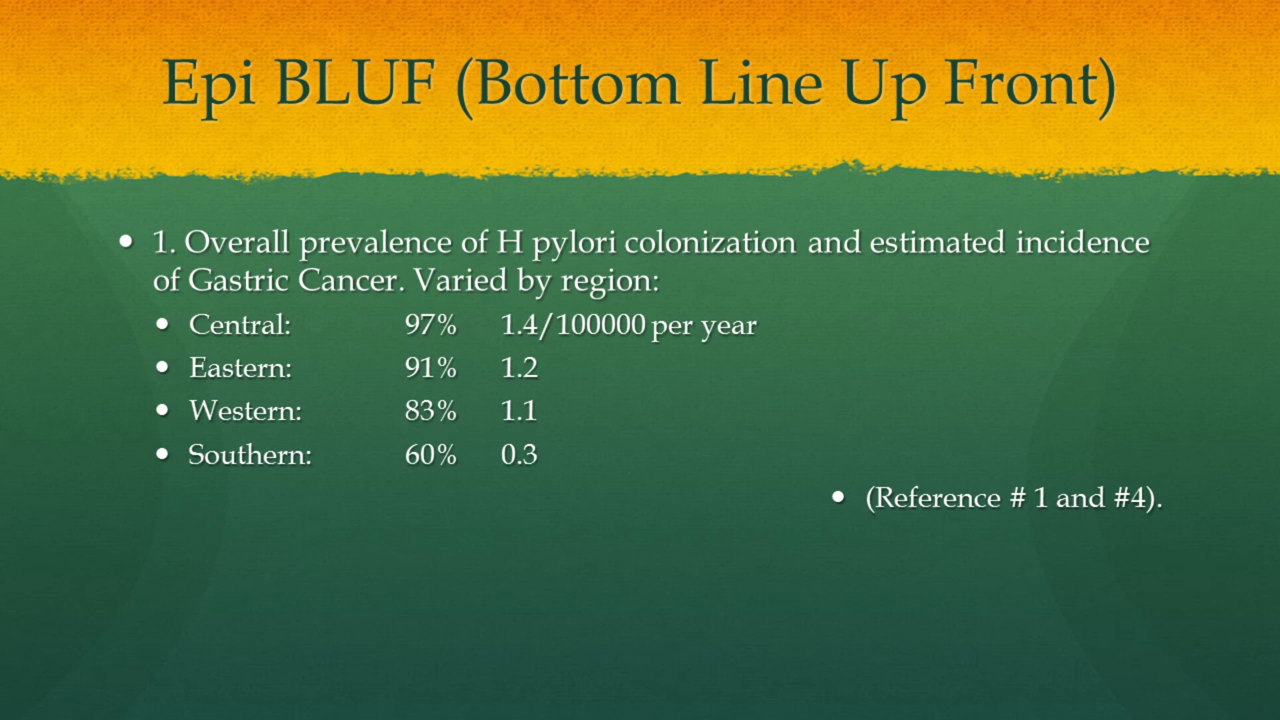 Epi BLUF (Bottom Line Up Front)
• 1. Overall prevalence of H pylori colonization and estimated incidence
of Gastric Cancer. Varied by region:
• Central: 97% 1.4/100000 per year
• Eastern: 91% 1.2
• Western: 83% 1.1
• Southern: 60% 0.3
• (Reference # 1 and #4).